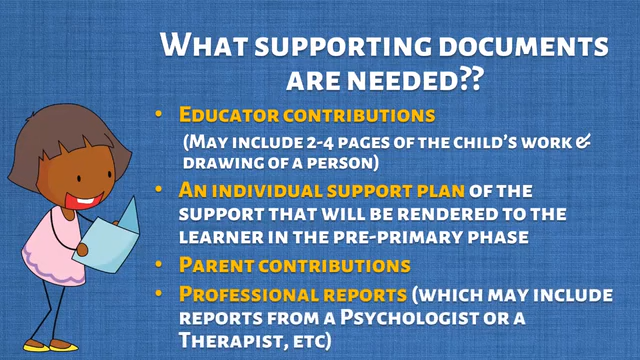 What supporting documents
are needed??
• Educator contributions
(May include 2-4 pages of the child's work &
drawing of a person)
• An individual support plan of the
support that will be rendered to the
learner in the pre-primary phase
• Parent contributions
• Professional reports (which may include
reports from a Psychologist or a
Therapist, etc)